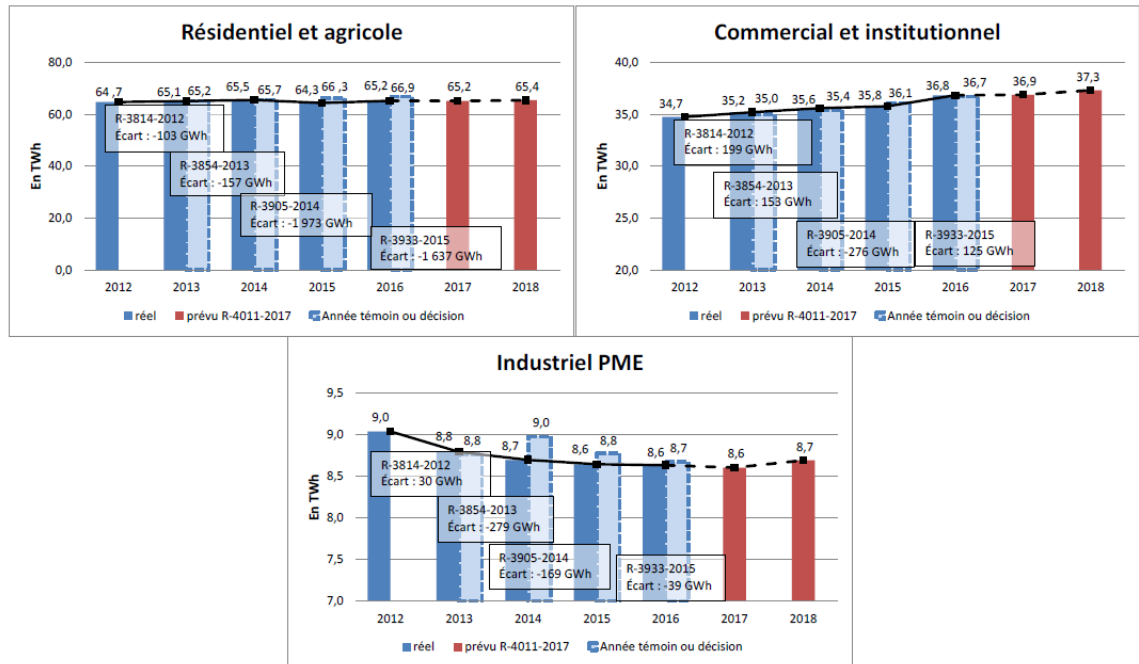 Résidentiel et agricole
En TWh
80,0
60,0
40,0
20,0
0,0
64 ,7
65,1
65,2
65,5
65,7
64,3
66,3
65,2
66,9
65,2
65,4
R-3814-2012
Écart : -103 GWh
R-3854-2013
Écart : -157 GWh
R-3905-2014
Écart : -1 973 GWh
R-3933-2015
Écart : -1 637 GWh
2012 2013 2014 2015 2016 2017 2018
réel prévu R-4011-2017 Année témoin ou décision
Commercial et institutionnel
En TWh
40,0
35,0
30,0
25,0
20,0
34,7
35,2
35,0
35,6
35,4
35,8
36,1
36,8
36,7
36,9
37,3
R-3814-2012
Écart : 199 GWh
R-3854-2013
Écart : 153 GWh
R-3905-2014
Écart : -276 GWh
R-3933-2015
Écart : 125 GWh
2012 2013 2014 2015 2016 2017 2018
réel prévu R-4011-2017 Année témoin ou décision
Industriel PME
En TWh
9,5
9,0
8,5
8,0
7,5
7,0
9,0
8,8
8,8
8,7
9,0
8,6
8,8
8,6
8,7
8,6
8,7
R-3814-2012
Écart : 30 GWh
R-3854-2013
Écart : -279 GWh
R-3905-2014
Écart : -169 GWh
R-3933-2015
Écart : -39 GWh
2012 2013 2014 2015 2016 2017 2018
réel prévu R-4011-2017 Année témoin ou décision